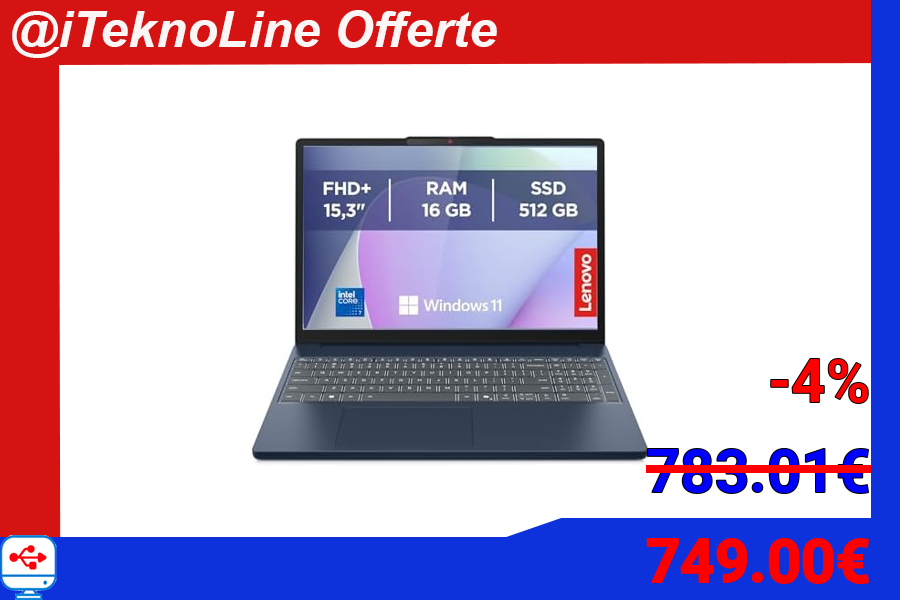 @iTeknoLine Offerte
FHD+ RAM SSD
15,3" 16 GB 512 GB
Lenovo
intel
CORE
7
Windows 11
-4%
783.01€
749.00€